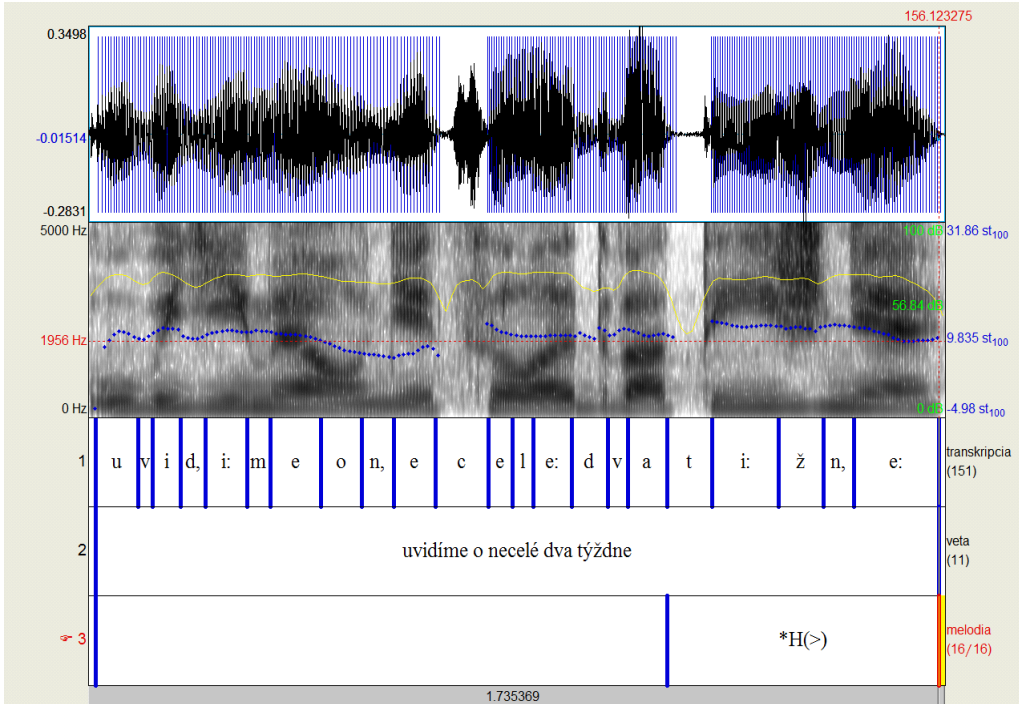 156.123275
0.3498
-0.01514
-0.2831
5000 Hz 100 dB 31.86 st100
56.84 dB
1956 Hz 9.835 st100
0 Hz 0 dB -4.98 st100
1 u v i d, i: m e o n, e c e l e: d v a t i: ž n, e: transkripcia
(151)
2 uvidíme o necelé dva týždne veta
(11)
☞ 3 *H(>) melodia
(16/16)
1.735369